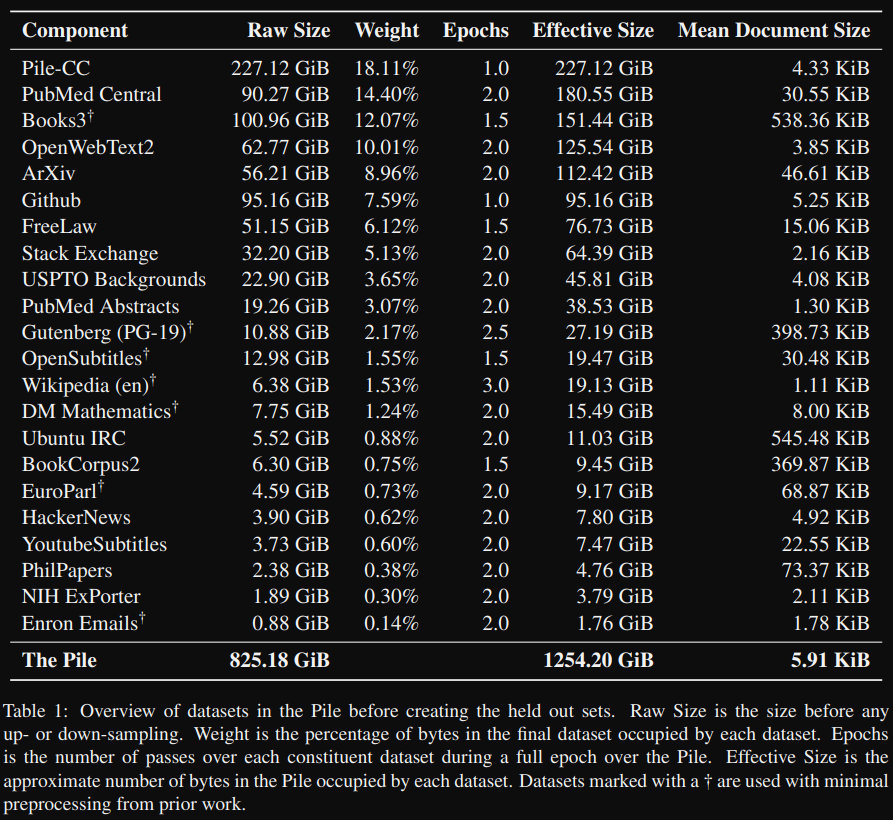 Component Raw Size Weight Epochs Effective Size Mean Document Size
Pile-CC 227.12 GiB 18.11% 1.0 227.12 GiB 4.33 KiB
PubMed Central 90.27 GiB 14.40% 2.0 180.55 GiB 30.55 KiB
Books3† 100.96 GiB 12.07% 1.5 151.44 GiB 538.36 KiB
OpenWebText2 62.77 GiB 10.01% 2.0 125.54 GiB 3.85 KiB
ArXiv 56.21 GiB 8.96% 2.0 112.42 GiB 46.61 KiB
Github 95.16 GiB 7.59% 1.0 95.16 GiB 5.25 KiB
FreeLaw 51.15 GiB 6.12% 1.5 76.73 GiB 15.06 KiB
Stack Exchange 32.20 GiB 5.13% 2.0 64.39 GiB 2.16 KiB
USPTO Backgrounds 22.90 GiB 3.65% 2.0 45.81 GiB 4.08 KiB
PubMed Abstracts 19.26 GiB 3.07% 2.0 38.53 GiB 1.30 KiB
Gutenberg (PG-19)† 10.88 GiB 2.17% 2.5 27.19 GiB 398.73 KiB
OpenSubtitles† 12.98 GiB 1.55% 1.5 19.47 GiB 30.48 KiB
Wikipedia (en)† 6.38 GiB 1.53% 3.0 19.13 GiB 1.11 KiB
DM Mathematics† 7.75 GiB 1.24% 2.0 15.49 GiB 8.00 KiB
Ubuntu IRC 5.52 GiB 0.88% 2.0 11.03 GiB 545.48 KiB
BookCorpus2 6.30 GiB 0.75% 1.5 9.45 GiB 369.87 KiB
EuroParl† 4.59 GiB 0.73% 2.0 9.17 GiB 68.87 KiB
HackerNews 3.90 GiB 0.62% 2.0 7.80 GiB 4.92 KiB
YoutubeSubtitles 3.73 GiB 0.60% 2.0 7.47 GiB 22.55 KiB
PhilPapers 2.38 GiB 0.38% 2.0 4.76 GiB 73.37 KiB
NIH ExPorter 1.89 GiB 0.30% 2.0 3.79 GiB 2.11 KiB
Enron Emails† 0.88 GiB 0.14% 2.0 1.76 GiB 1.78 KiB
The Pile 825.18 GiB 1254.20 GiB 5.91 KiB
Table 1: Overview of datasets in the Pile before creating the held out sets. Raw Size is the size before any
up- or down-sampling. Weight is the percentage of bytes in the final dataset occupied by each dataset. Epochs
is the number of passes over each constituent dataset during a full epoch over the Pile. Effective Size is the
approximate number of bytes in the Pile occupied by each dataset. Datasets marked with a † are used with minimal
preprocessing from prior work.